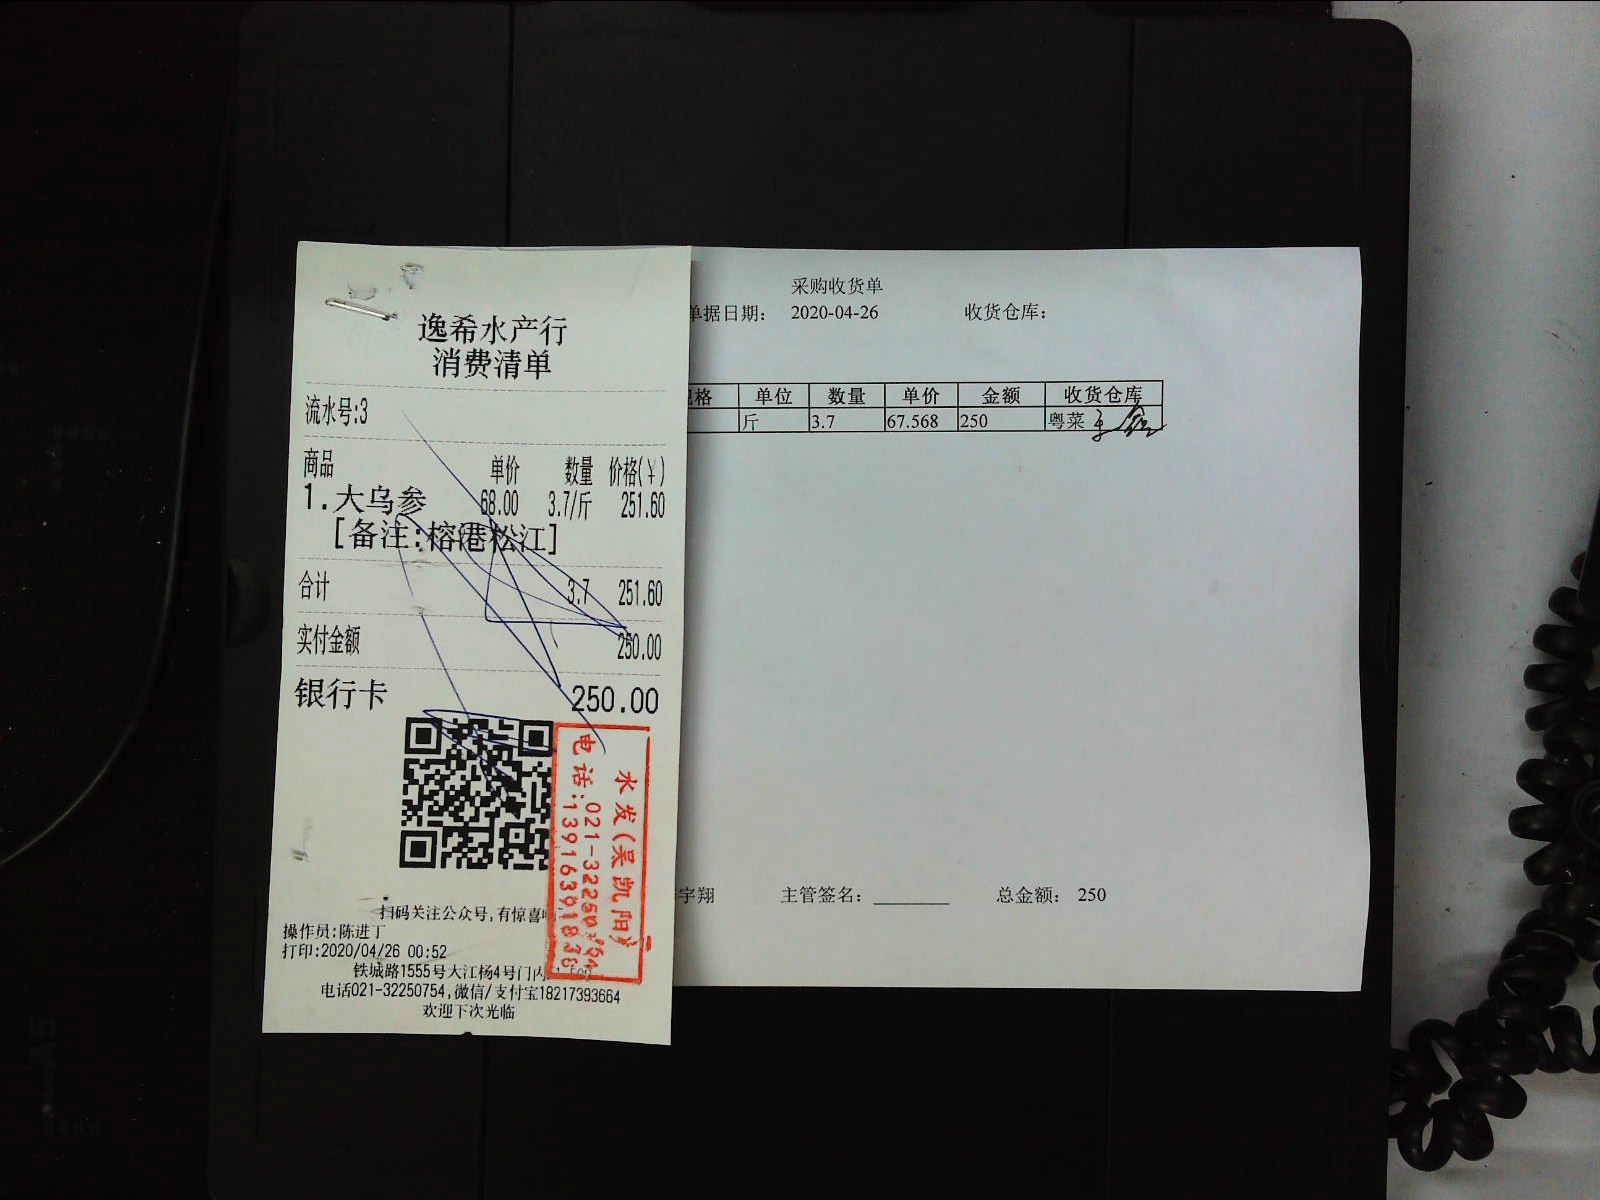 逸希水产行
消费清单
流水号:3
商品 单价 数量 价格(¥)
1.大乌参 68.00 3.7/斤 251.60
[备注:榕港松江]
合计 3.7 251.60
实付金额 250.00
银行卡 250.00
水发(吴凯阳)
电话:021-322507
13916391838
扫码关注公众号,有惊喜
操作员:陈进丁
打印:2020/04/26 00:52
铁城路1555号大江杨4号门内
电话021-32250754,微信/支付宝18217393664
欢迎下次光临
采购收货单
单据日期: 2020-04-26 收货仓库:
格 单位 数量 单价 金额 收货仓库
斤 3.7 67.568 250 粤菜
宇翔 主管签名: 总金额: 250